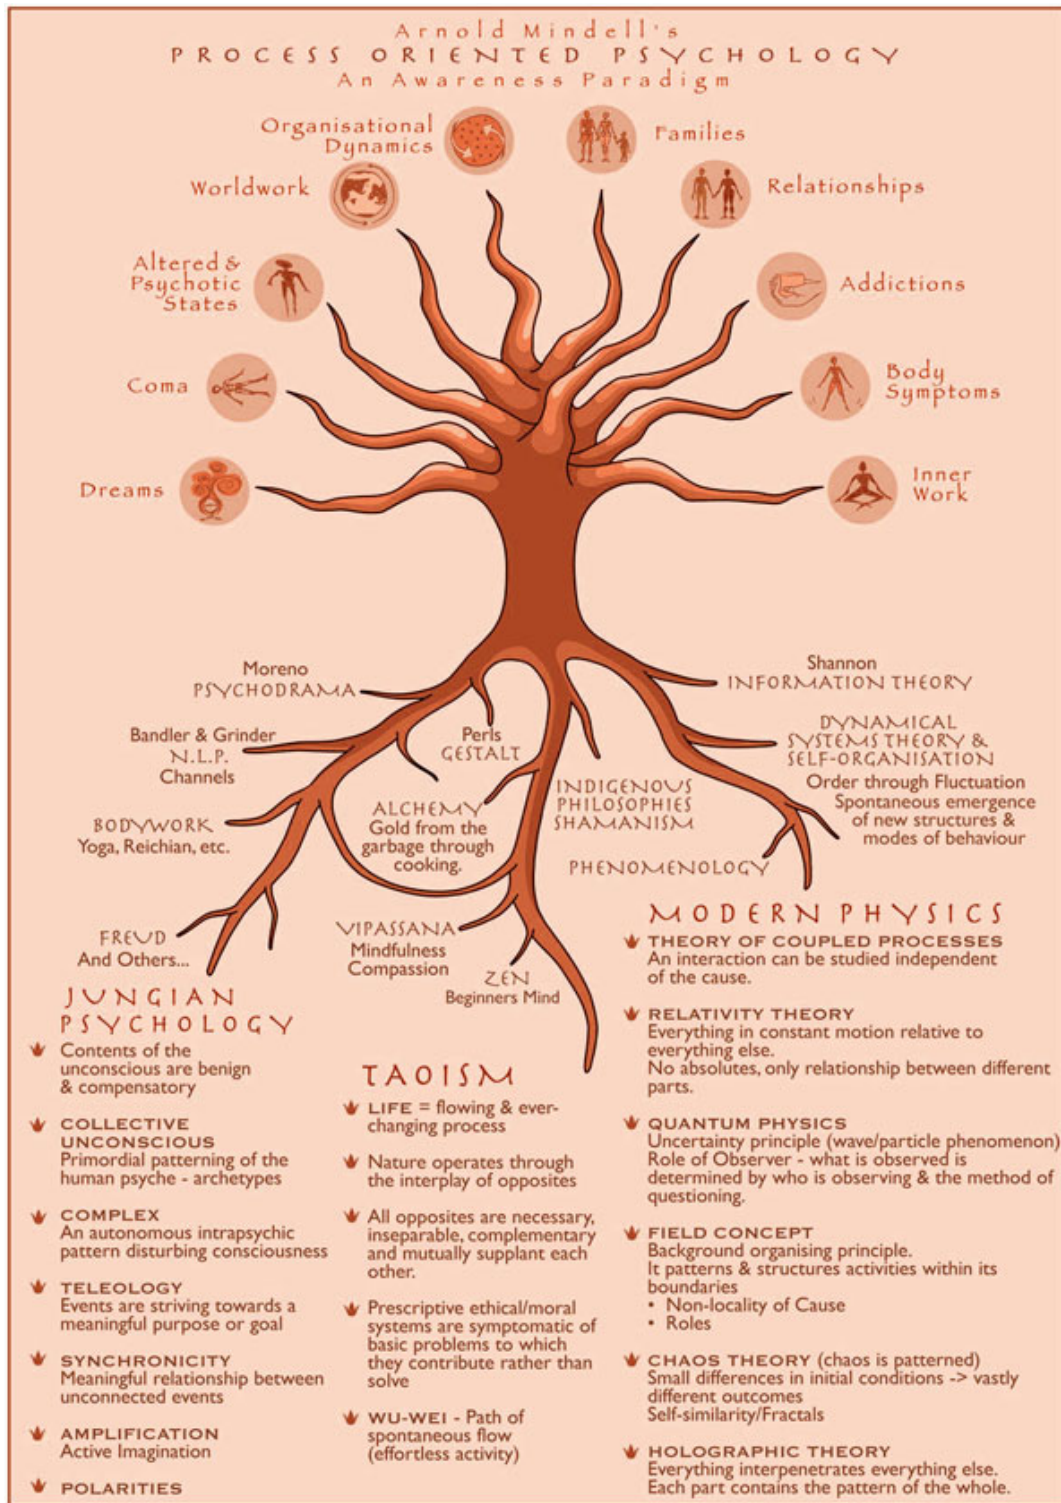 Arnold Mindell's
PROCESS ORIENTED PSYCHOLOGY
An Awareness Paradigm
Organisational
Dynamics
Families
Worldwork
Relationships
Altered &
Psychotic
States
Addictions
Coma
Body
Symptoms
Dreams
Inner
Work
Moreno
PSYCHODRAMA
Bandler & Grinder
N.L.P.
Channels
BODYWORK
Yoga, Reichian, etc.
FREUD
And Others...
Perls
GESTALT
ALCHEMY
Gold from the
garbage through
cooking.
VIPASSANA
Mindfulness
Compassion
ZEN
Beginners Mind
INDIGENOUS
PHILOSOPHIES
SHAMANISM
PHENOMENOLOGY
Shannon
INFORMATION THEORY
DYNAMICAL
SYSTEMS THEORY &
SELF-ORGANISATION
Order through Fluctuation
Spontaneous emergence
of new structures &
modes of behaviour
JUNGIAN
PSYCHOLOGY
Contents of the
unconscious are benign
& compensatory
COLLECTIVE
UNCONSCIOUS
Primordial patterning of the
human psyche - archetypes
COMPLEX
An autonomous intrapsychic
pattern disturbing consciousness
TELEOLOGY
Events are striving towards a
meaningful purpose or goal
SYNCHRONICITY
Meaningful relationship between
unconnected events
AMPLIFICATION
Active Imagination
POLARITIES
TAOISM
LIFE = flowing & ever-
changing process
Nature operates through
the interplay of opposites
All opposites are necessary,
inseparable, complementary
and mutually supplant each
other.
Prescriptive ethical/moral
systems are symptomatic of
basic problems to which
they contribute rather than
solve
WU-WEI - Path of
spontaneous flow
(effortless activity)
MODERN PHYSICS
THEORY OF COUPLED PROCESSES
An interaction can be studied independent
of the cause.
RELATIVITY THEORY
Everything in constant motion relative to
everything else.
No absolutes, only relationship between different
parts.
QUANTUM PHYSICS
Uncertainty principle (wave/particle phenomenon)
Role of Observer - what is observed is
determined by who is observing & the method of
questioning.
FIELD CONCEPT
Background organising principle.
It patterns & structures activities within its
boundaries
• Non-locality of Cause
• Roles
CHAOS THEORY (chaos is patterned)
Small differences in initial conditions -> vastly
different outcomes
Self-similarity/Fractals
HOLOGRAPHIC THEORY
Everything interpenetrates everything else.
Each part contains the pattern of the whole.